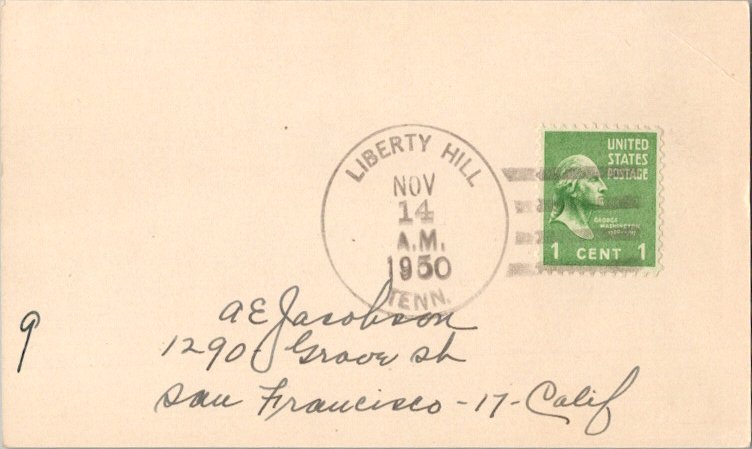 LIBERTY HILL
NOV
14
A.M.
1950
TENN.
UNITED
STATES
POSTAGE
GEORGE
WASHINGTON
1 CENT 1
9
AE Jacobson
1290 Grove St
San Francisco - 17 - Calif